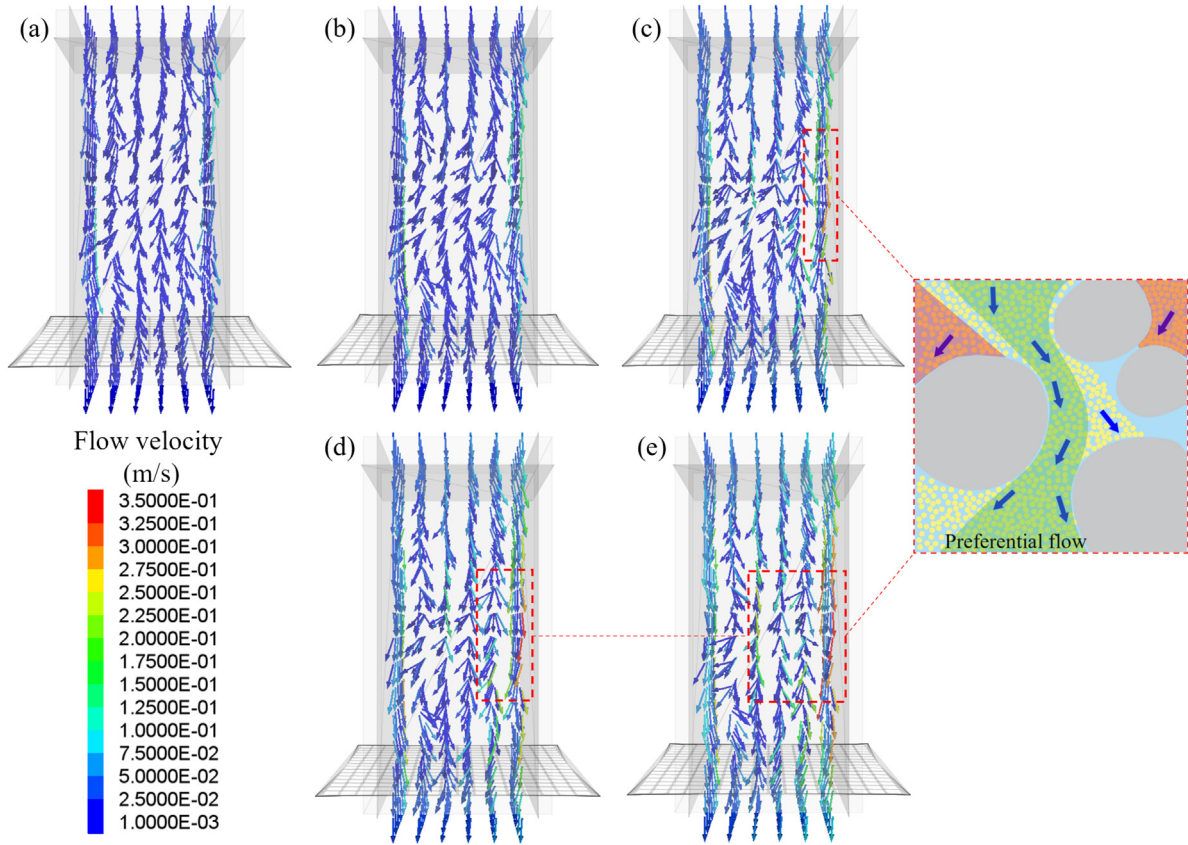 (a)
(b)
(c)
Flow velocity
(m/s)
3.5000E-01
3.2500E-01
3.0000E-01
2.7500E-01
2.5000E-01
2.2500E-01
2.0000E-01
1.7500E-01
1.5000E-01
1.2500E-01
1.0000E-01
7.5000E-02
5.0000E-02
2.5000E-02
1.0000E-03
(d)
(e)
Preferential flow